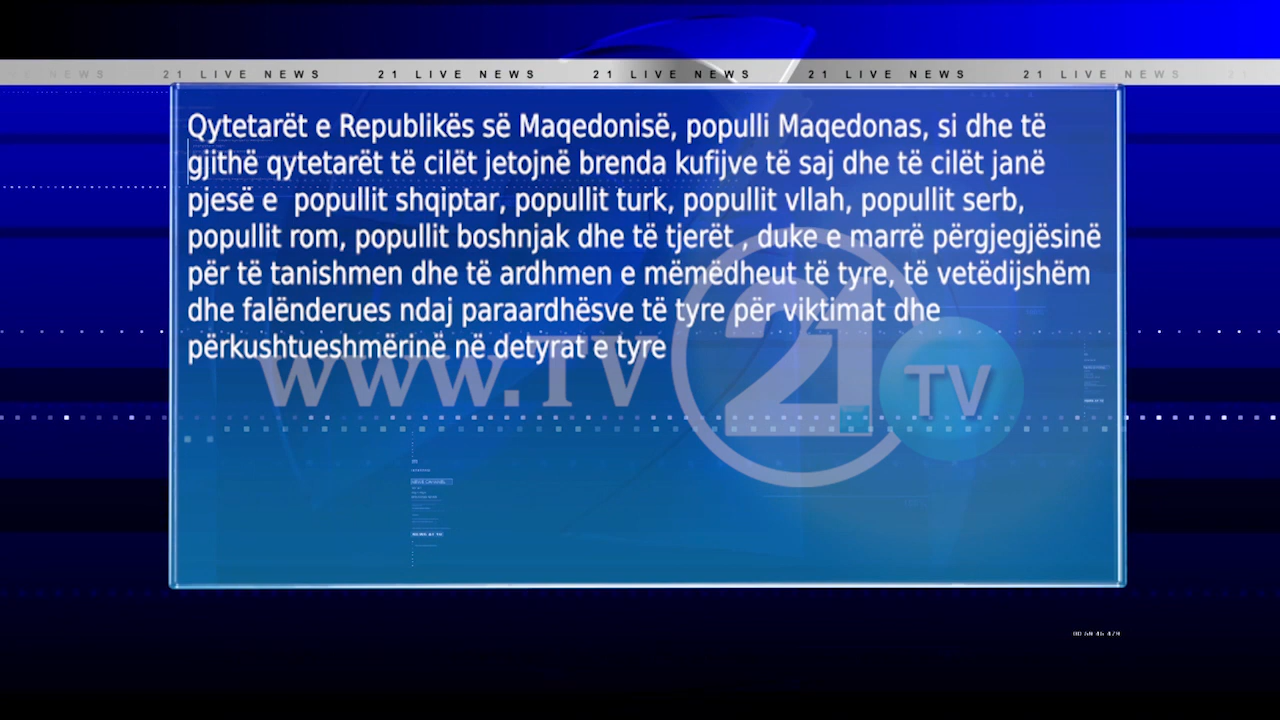 21 LIVE NEWS 21 LIVE NEWS 21 LIVE NEWS 21 LIVE NEWS 21 LIVE NEWS
Qytetarët e Republikës së Maqedonisë, populli Maqedonas, si dhe të
gjithë qytetarët të cilët jetojnë brenda kufijve të saj dhe të cilët janë
pjesë e  popullit shqiptar, popullit turk, popullit vllah, popullit serb,
popullit rom, popullit boshnjak dhe të tjerët , duke e marrë përgjegjësinë
për të tanishmen dhe të ardhmen e mëmëdheut të tyre, të vetëdijshëm
dhe falënderues ndaj paraardhësve të tyre për viktimat dhe
përkushtueshmërinë në detyrat e tyre
www.TV 21 TV